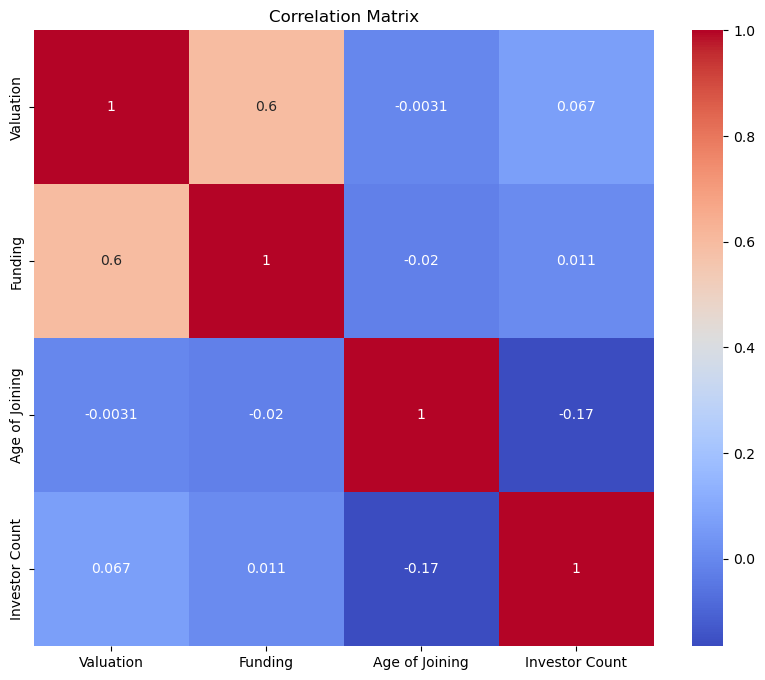 Correlation Matrix
Valuation
1
0.6
-0.0031
0.067
Funding
0.6
1
-0.02
0.011
Age of Joining
-0.0031
-0.02
1
-0.17
Investor Count
0.067
0.011
-0.17
1
Valuation
Funding
Age of Joining
Investor Count
1.0
0.8
0.6
0.4
0.2
0.0